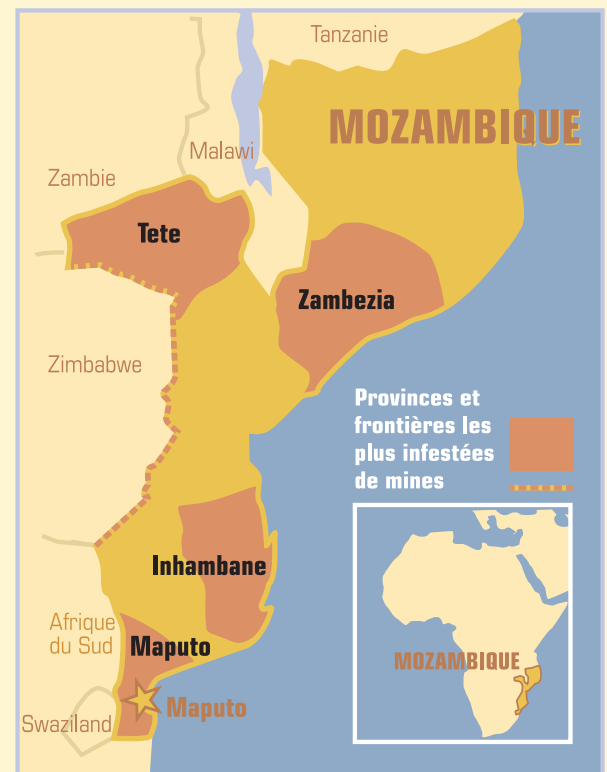 Tanzanie
MOZAMBIQUE
Malawi
Zambie
Tete
Zambezia
Zimbabwe
Provinces et
frontières les
plus infestées
de mines
Inhambane
Afrique
du Sud
Maputo
MOZAMBIQUE
Maputo
Swaziland